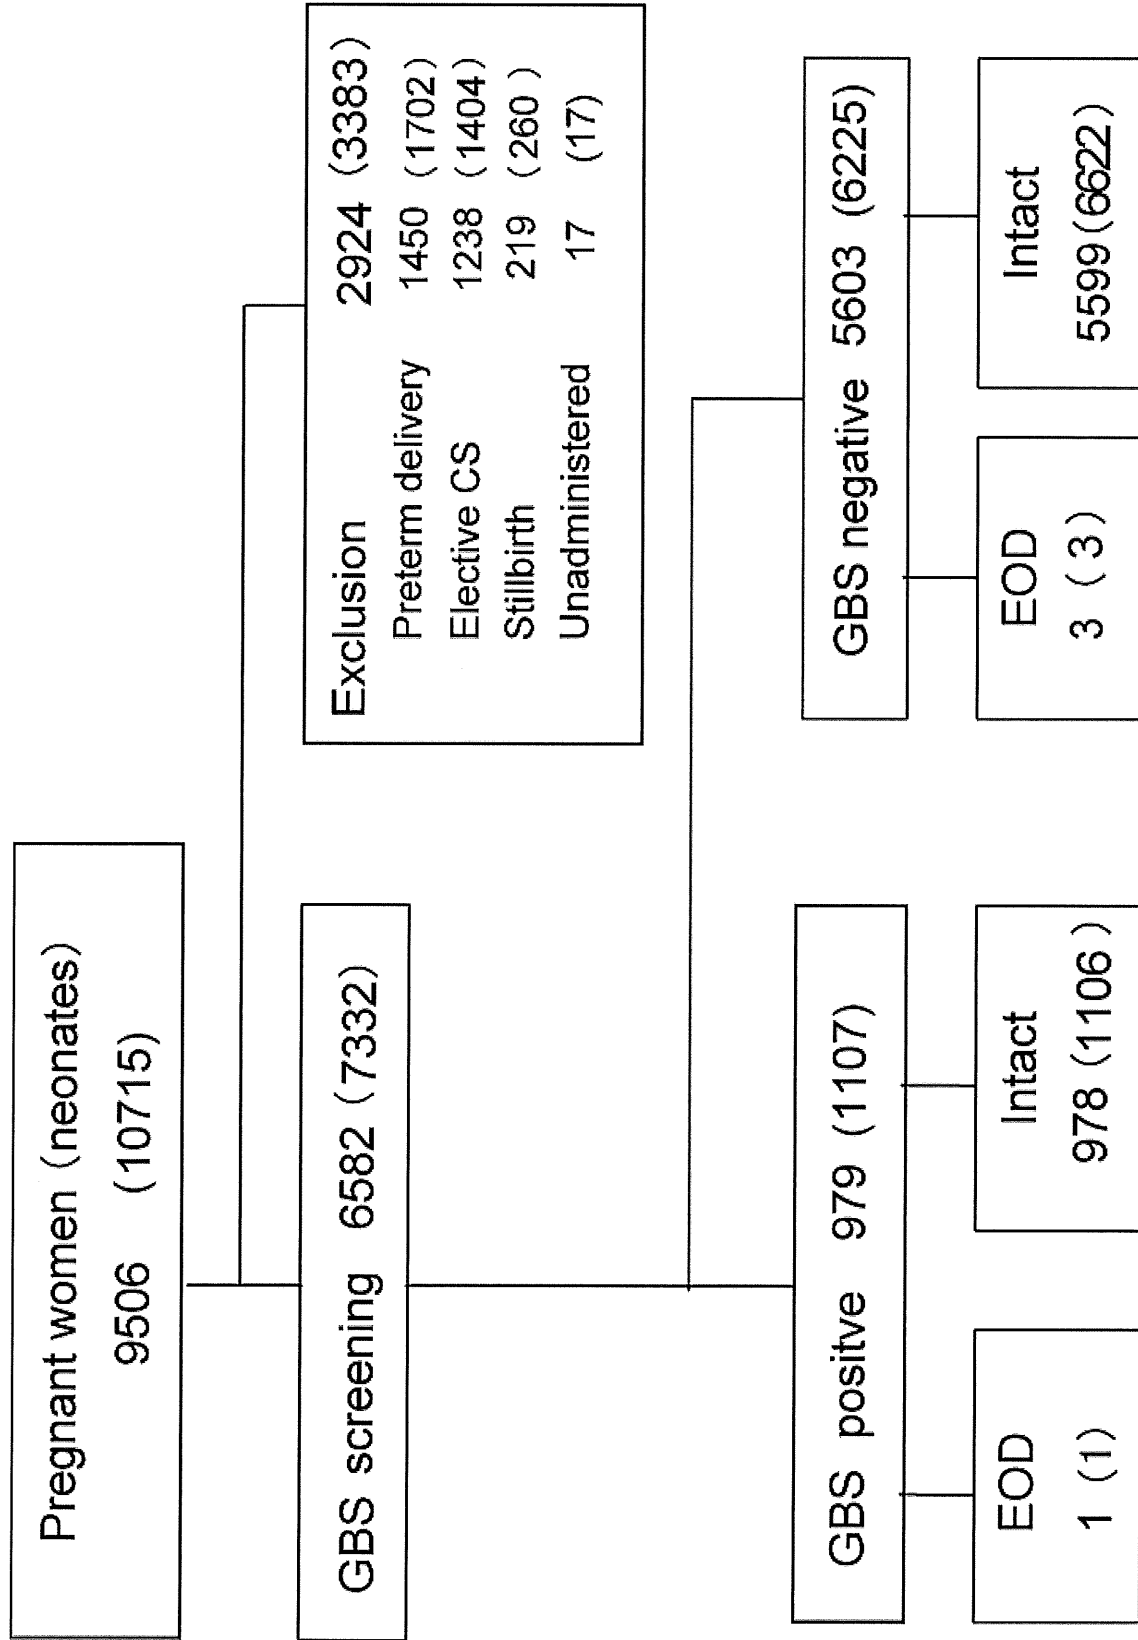 Pregnant women (neonates)
9506 (10715)
GBS screening 6582 (7332)
Exclusion 2924 (3383)
Preterm delivery 1450 (1702)
Elective CS 1238 (1404)
Stillbirth 219 (260)
Unadministered 17 (17)
GBS positve 979 (1107)
GBS negative 5603 (6225)
EOD
1 (1)
Intact
978 (1106)
EOD
3 (3)
Intact
5599 (6622)